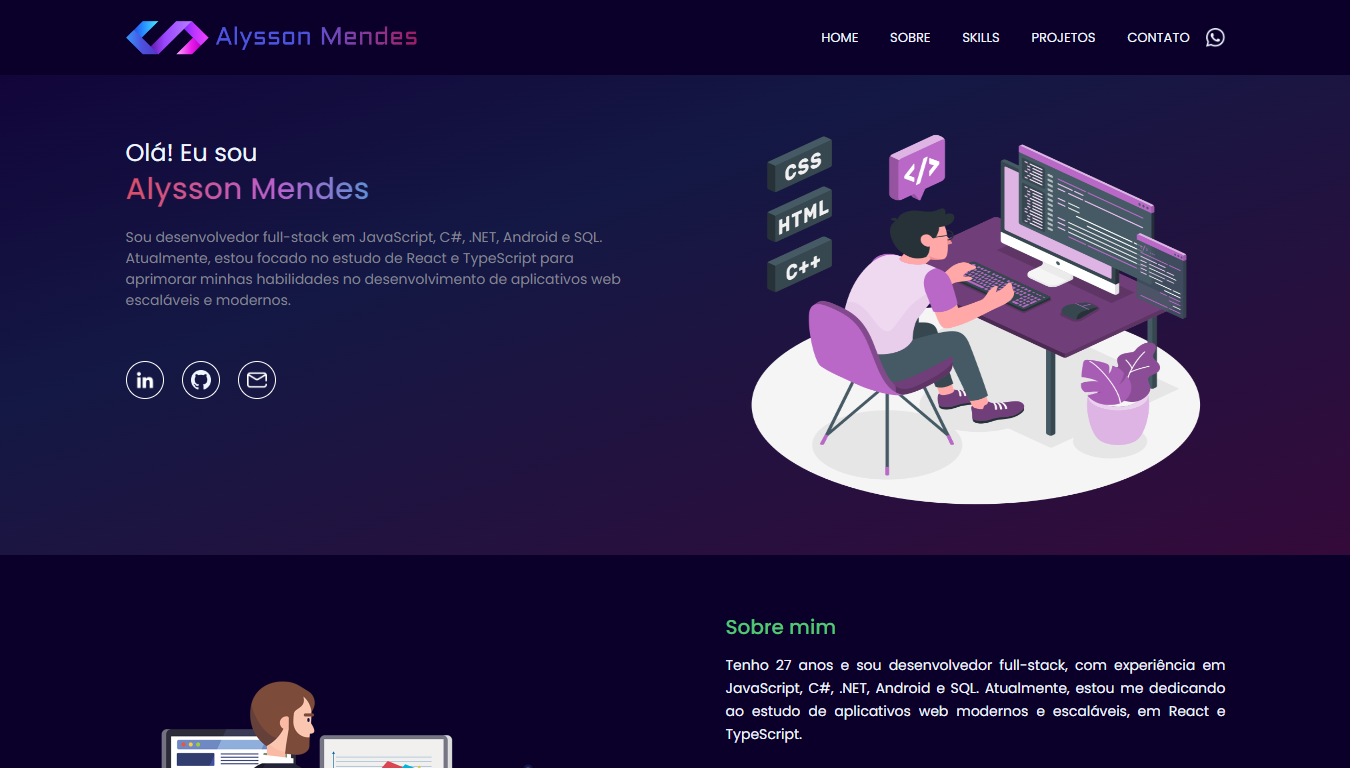 Alysson Mendes
HOME SOBRE SKILLS PROJETOS CONTATO
Olá! Eu sou
Alysson Mendes
Sou desenvolvedor full-stack em JavaScript, C#, .NET, Android e SQL.
Atualmente, estou focado no estudo de React e TypeScript para
aprimorar minhas habilidades no desenvolvimento de aplicativos web
escaláveis e modernos.
in
CSS
</>
HTML
C++
Sobre mim
Tenho 27 anos e sou desenvolvedor full-stack, com experiência em
JavaScript, C#, .NET, Android e SQL. Atualmente, estou me dedicando
ao estudo de aplicativos web modernos e escaláveis, em React e
TypeScript.